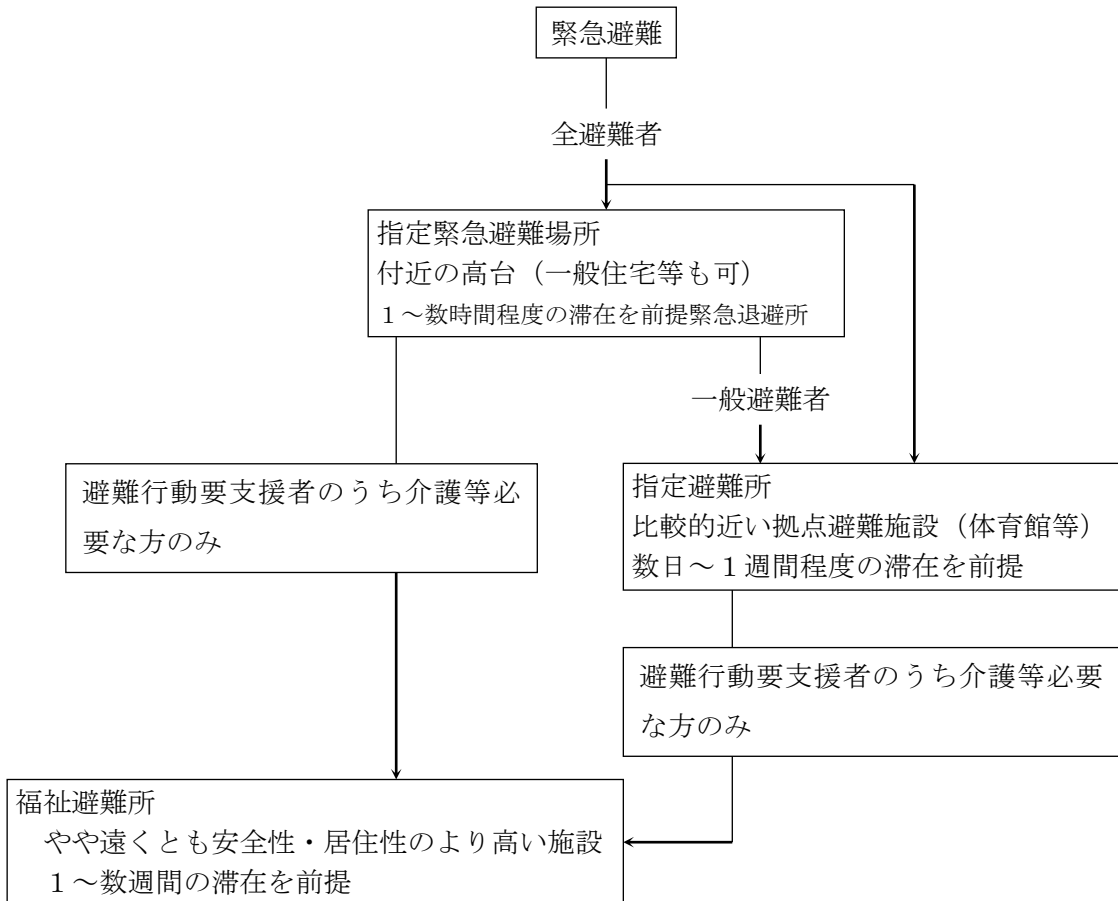 緊急避難
全避難者
指定緊急避難場所
付近の高台（一般住宅等も可）
１～数時間程度の滞在を前提緊急退避所
一般避難者
避難行動要支援者のうち介護等必
要な方のみ
指定避難所
比較的近い拠点避難施設（体育館等）
数日～１週間程度の滞在を前提
避難行動要支援者のうち介護等必要
な方のみ
福祉避難所
やや遠くとも安全性・居住性のより高い施設
１～数週間の滞在を前提